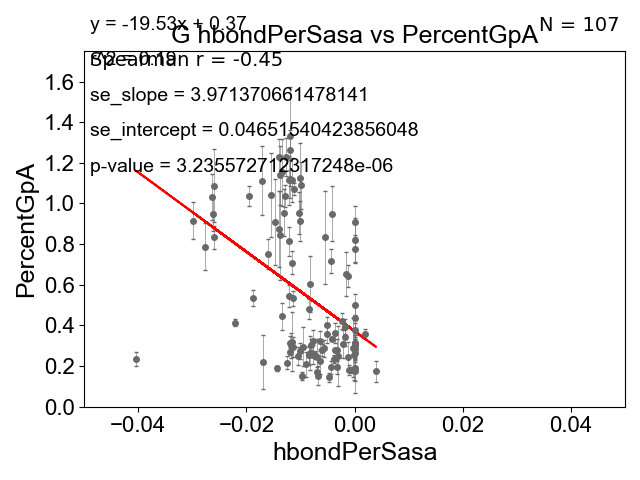 y = -19.53x + 0.37
N = 107
G hbondPerSasa vs PercentGpA
Spearman r = -0.45
se_slope = 3.971370661478141
se_intercept = 0.04651540423856048
p-value = 3.235572712317248e-06
PercentGpA
1.6
1.4
1.2
1.0
0.8
0.6
0.4
0.2
0.0
−0.04
−0.02
0.00
0.02
0.04
hbondPerSasa